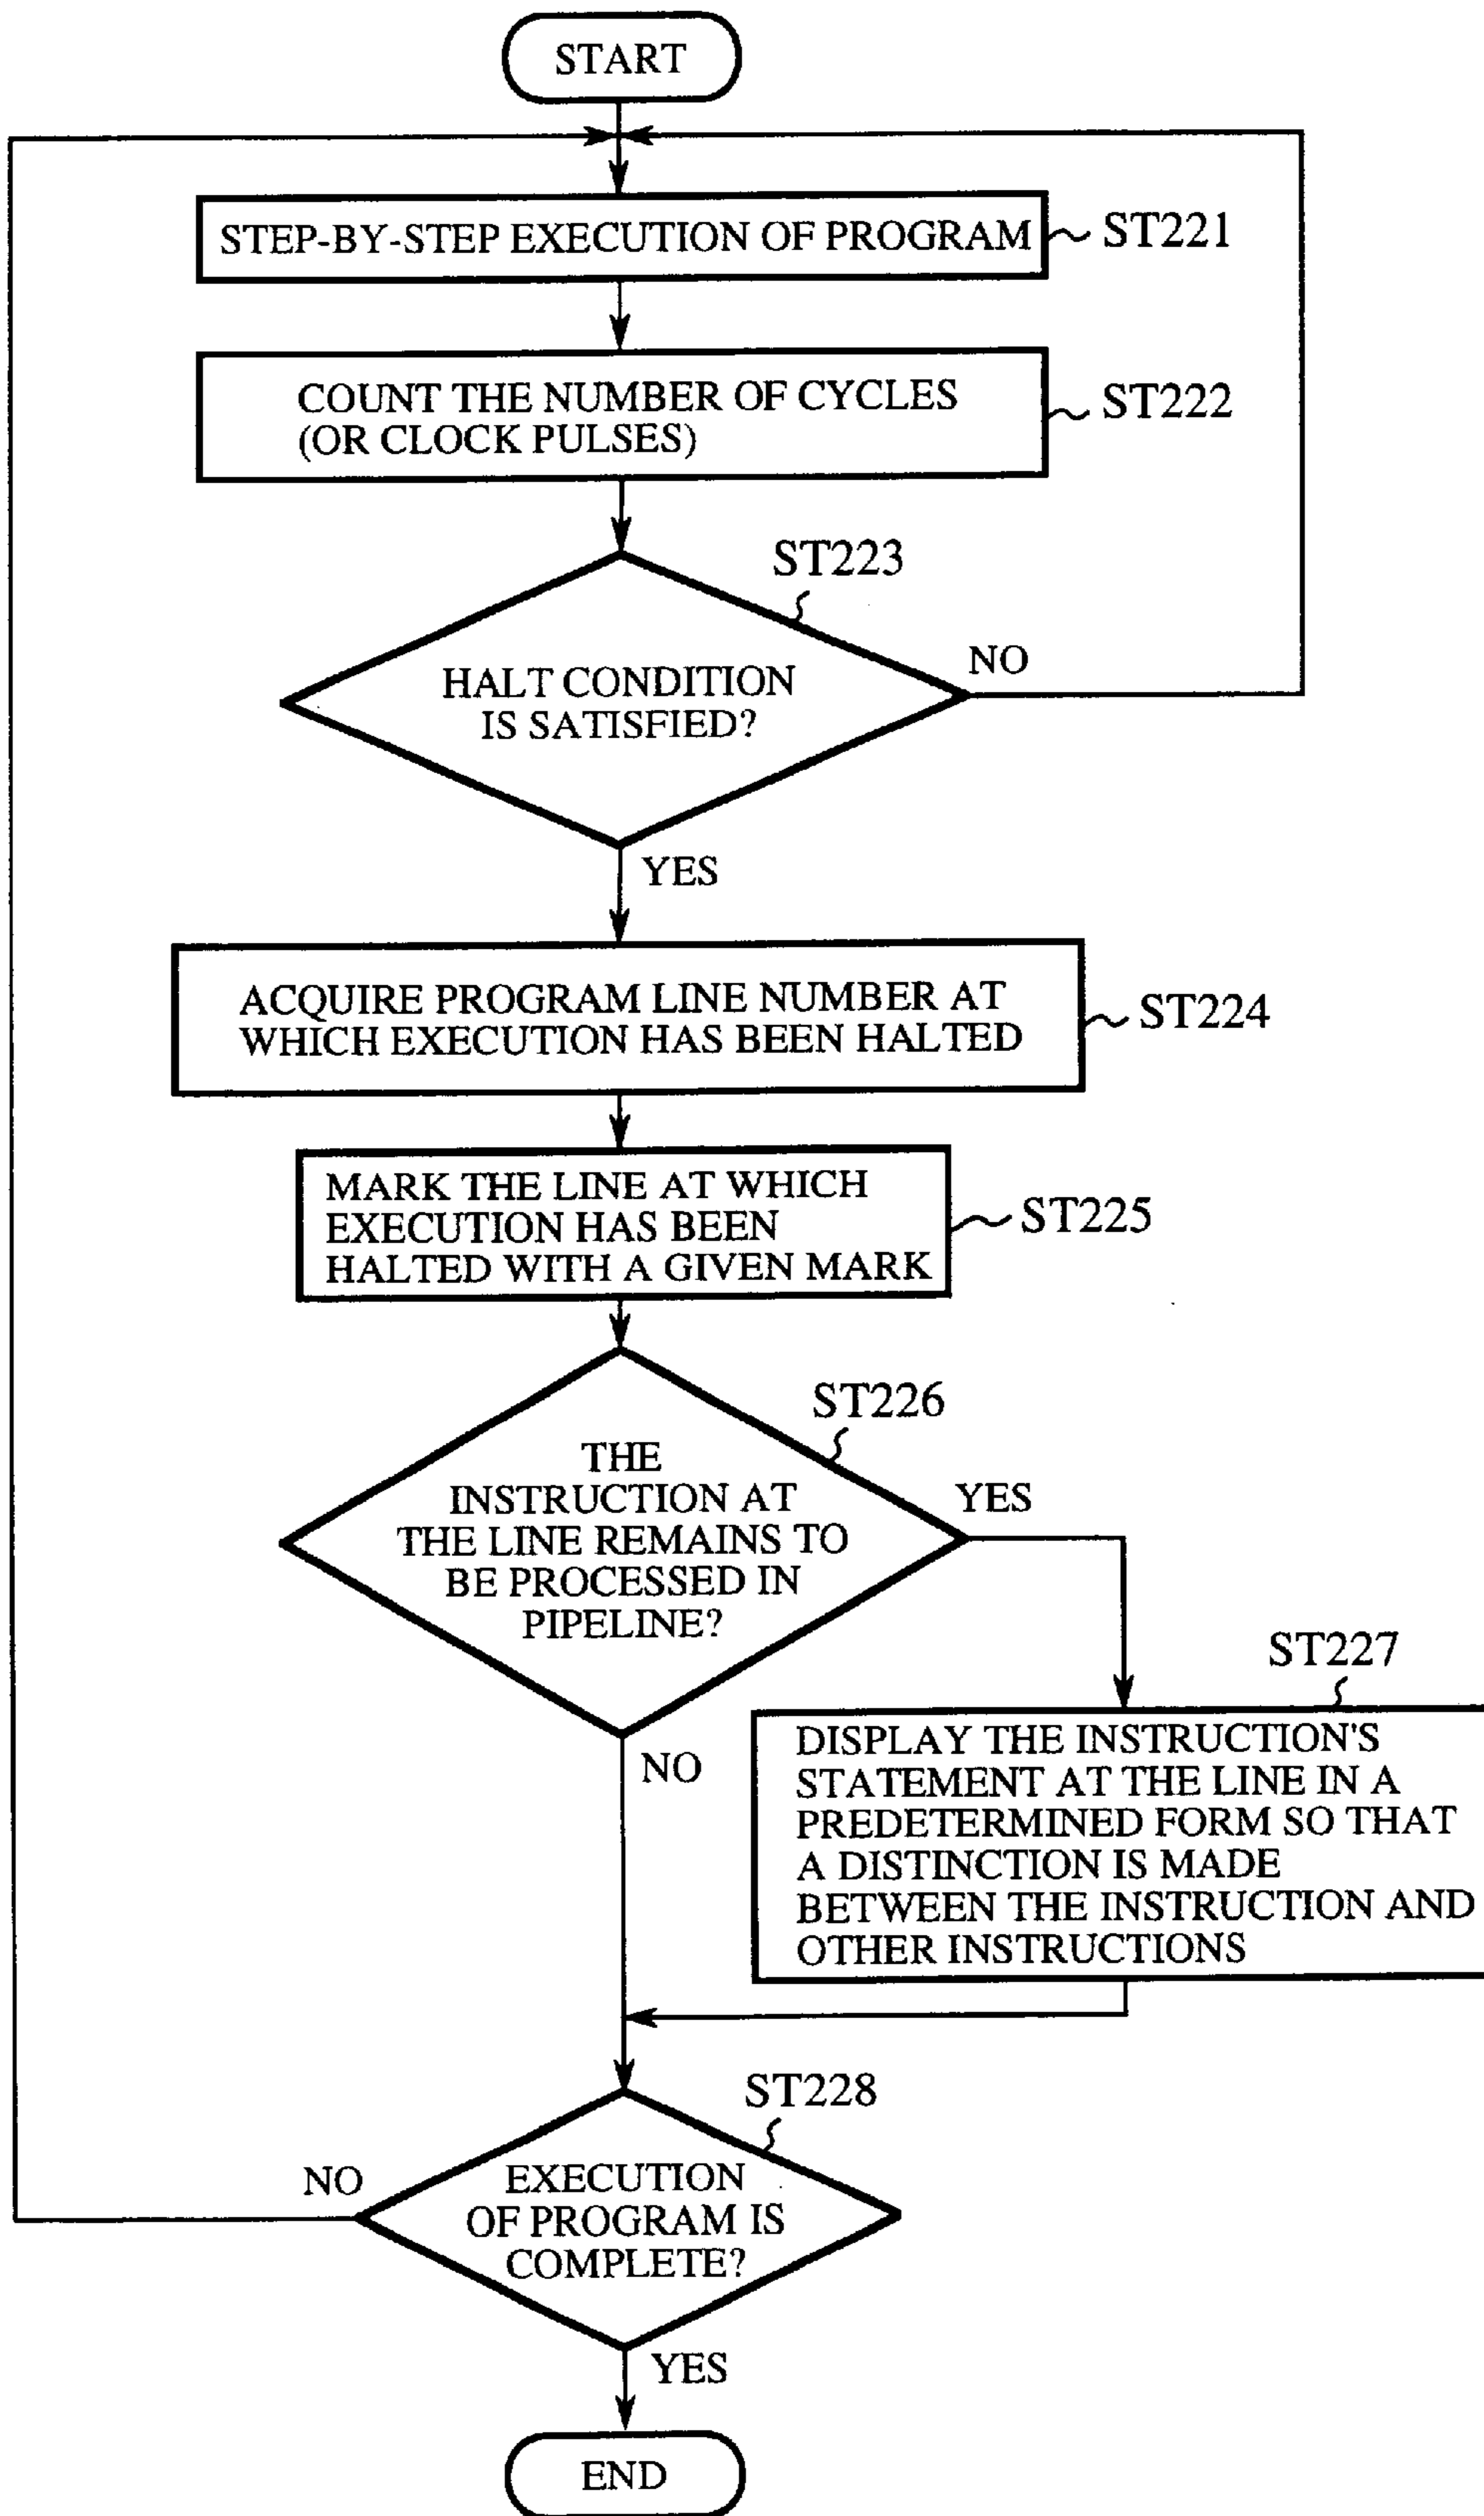 START
STEP-BY-STEP EXECUTION OF PROGRAM
ST221
COUNT THE NUMBER OF CYCLES
(OR CLOCK PULSES)
ST222
ST223
HALT CONDITION
IS SATISFIED?
NO
YES
ACQUIRE PROGRAM LINE NUMBER AT
WHICH EXECUTION HAS BEEN HALTED
ST224
MARK THE LINE AT WHICH
EXECUTION HAS BEEN
HALTED WITH A GIVEN MARK
ST225
ST226
THE
INSTRUCTION AT
THE LINE REMAINS TO
BE PROCESSED IN
PIPELINE?
YES
NO
ST227
DISPLAY THE INSTRUCTION'S
STATEMENT AT THE LINE IN A
PREDETERMINED FORM SO THAT
A DISTINCTION IS MADE
BETWEEN THE INSTRUCTION AND
OTHER INSTRUCTIONS
ST228
NO
EXECUTION
OF PROGRAM IS
COMPLETE?
YES
END